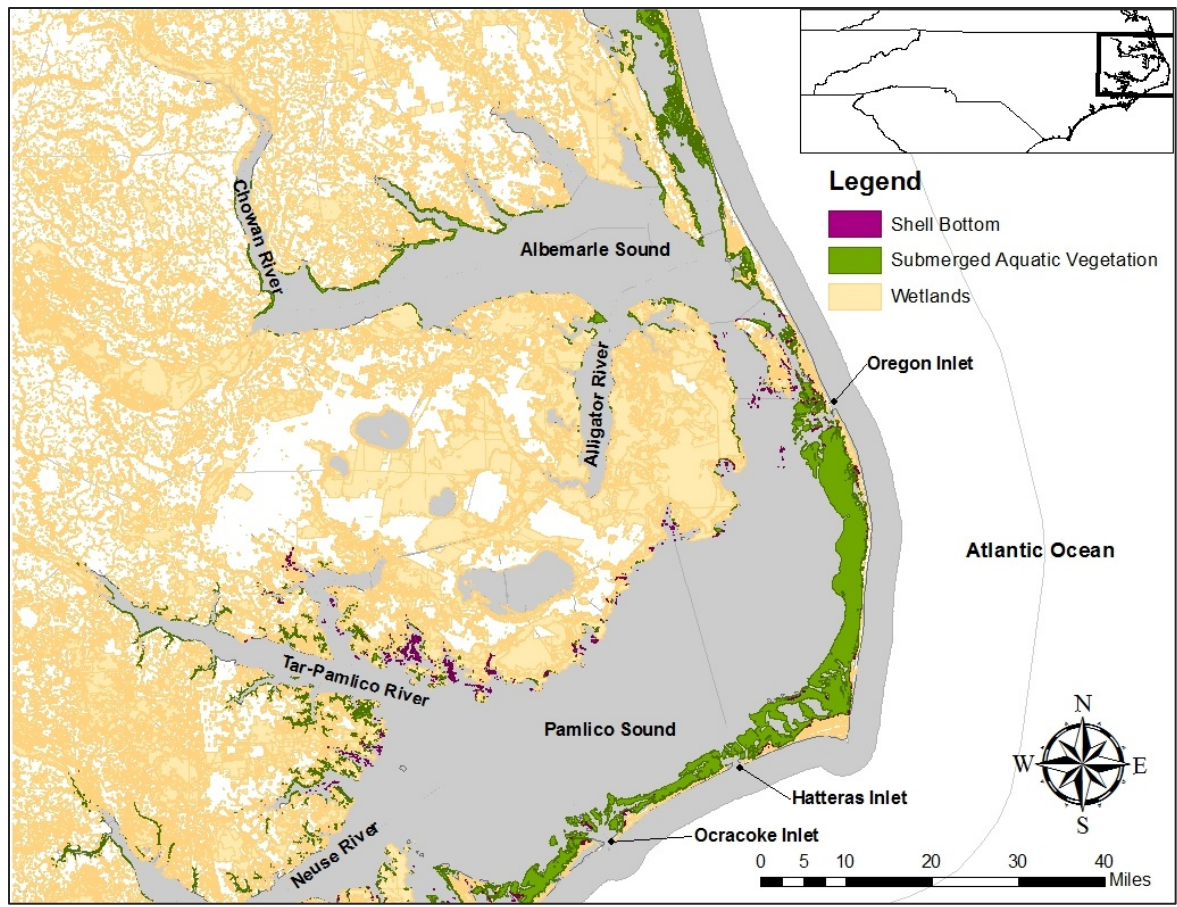 Legend
Shell Bottom
Submerged Aquatic Vegetation
Wetlands
Chowan River
Albemarle Sound
Alligator River
Oregon Inlet
Atlantic Ocean
Tar-Pamlico River
Pamlico Sound
N
W
E
S
Hatteras Inlet
Ocracoke Inlet
Neuse River
0 5 10 20 30 40
Miles